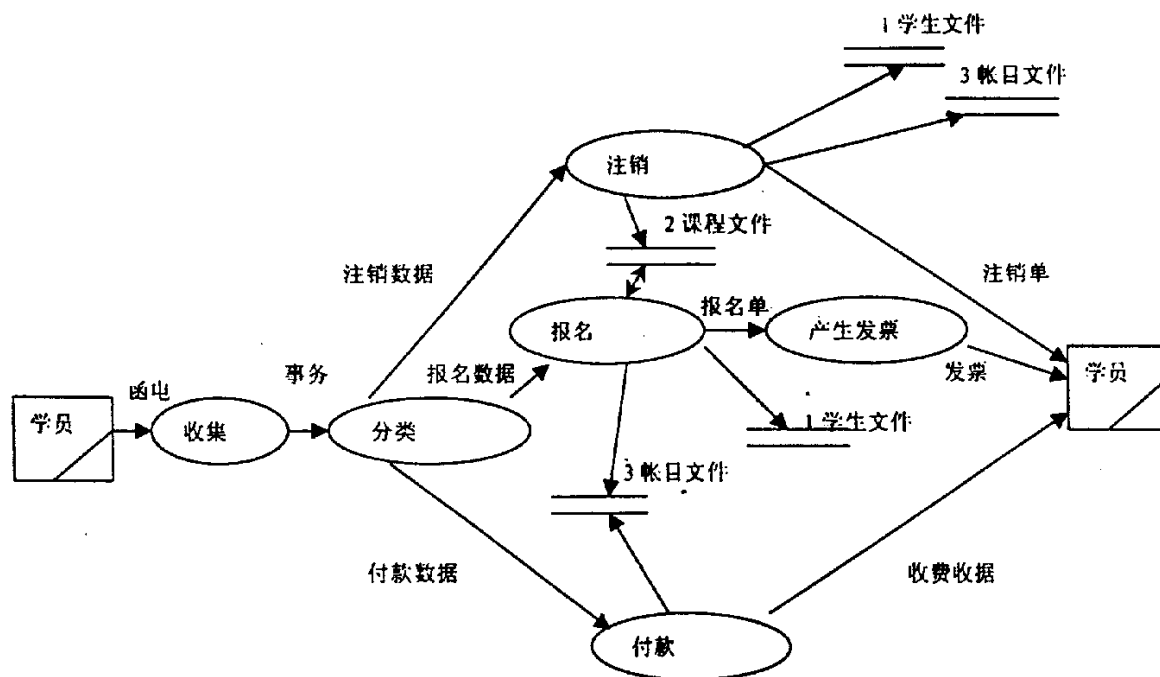 1 学生文件
3 帐目文件
注销
2 课程文件
注销数据
注销单
报名单
报名
产生发票
事务
报名数据
发票
学员
函电
学员
收集
分类
1 学生文件
3 帐目文件
付款数据
收费收据
付款